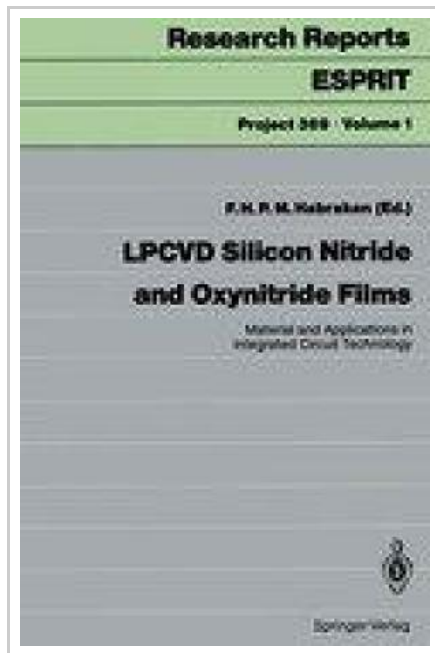 Research Reports
ESPRIT
Project 369 · Volume 1
F.H.P.M. Habraken (Ed.)
LPCVD Silicon Nitride
and Oxynitride Films
Material and Applications in
Integrated Circuit Technology
Springer-Verlag